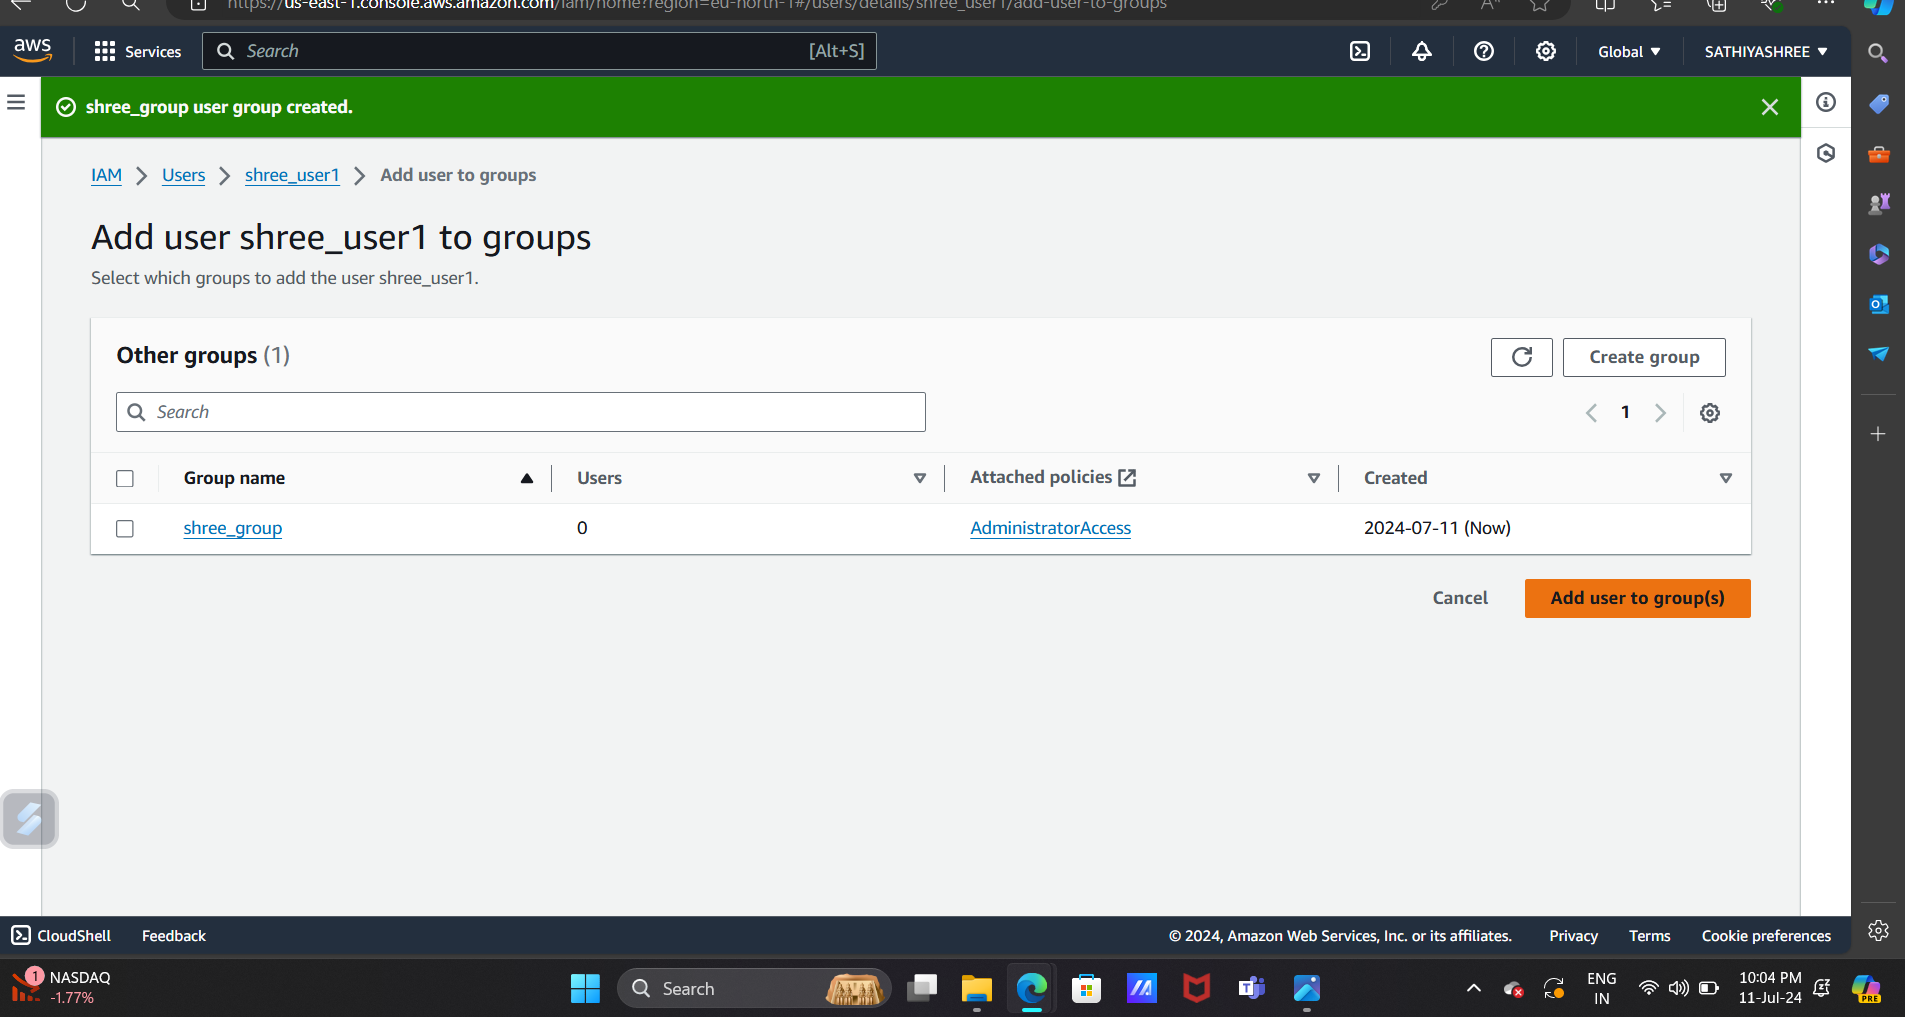 https://us-east-1.console.aws.amazon.com/iam/home?region=eu-north-1#/users/details/shree_user1/add-user-to-groups
aws
Services
Search
[Alt+S]
Global
SATHIYASHREE
shree_group user group created.
IAM
Users
shree_user1
Add user to groups
Add user shree_user1 to groups
Select which groups to add the user shree_user1.
Other groups (1)
Create group
Search
1
Group name
Users
Attached policies
Created
shree_group
0
AdministratorAccess
2024-07-11 (Now)
Cancel
Add user to group(s)
CloudShell
Feedback
© 2024, Amazon Web Services, Inc. or its affiliates.
Privacy
Terms
Cookie preferences
1
NASDAQ
-1.77%
Search
ENG
IN
10:04 PM
11-Jul-24
PRE